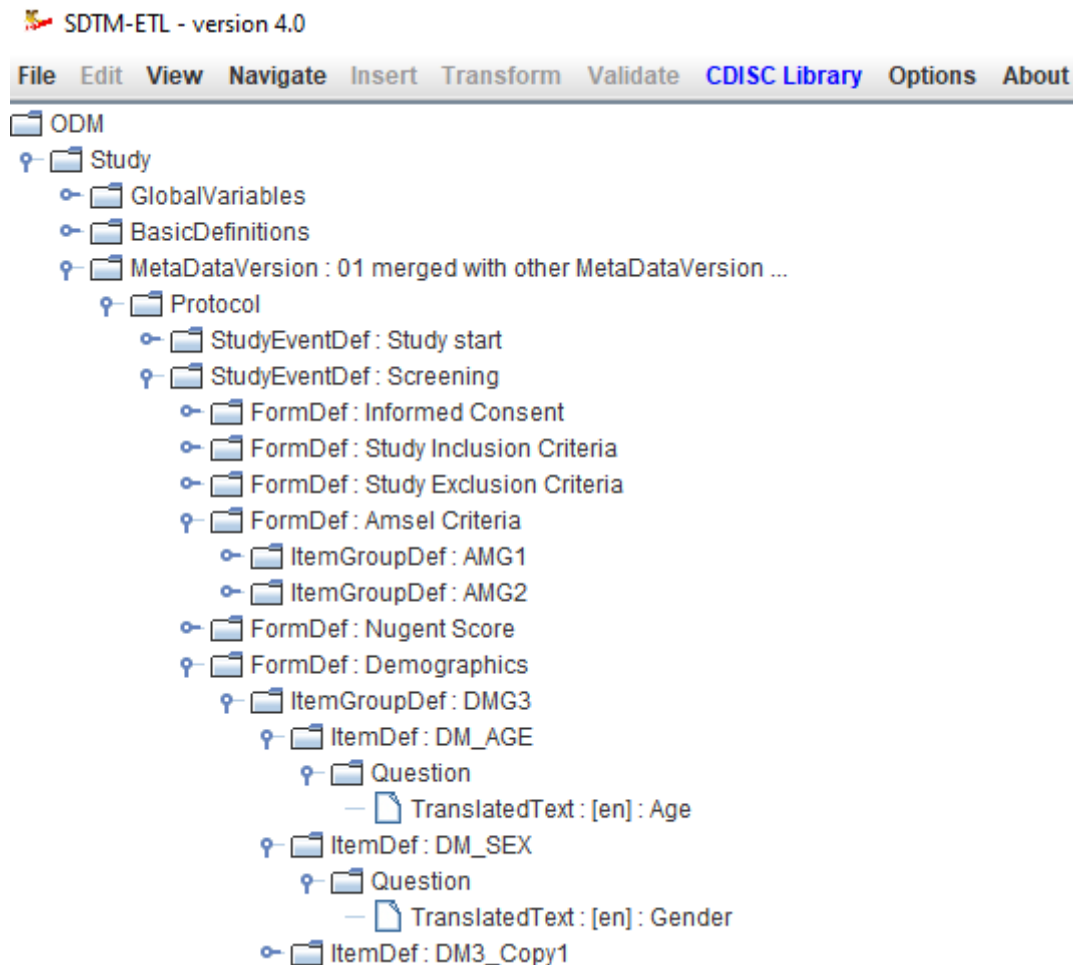 SDTM-ETL - version 4.0
File Edit View Navigate Insert Transform Validate CDISC Library Options About
ODM
Study
GlobalVariables
BasicDefinitions
MetaDataVersion : 01 merged with other MetaDataVersion ...
Protocol
StudyEventDef : Study start
StudyEventDef : Screening
FormDef : Informed Consent
FormDef : Study Inclusion Criteria
FormDef : Study Exclusion Criteria
FormDef : Amsel Criteria
ItemGroupDef : AMG1
ItemGroupDef : AMG2
FormDef : Nugent Score
FormDef : Demographics
ItemGroupDef : DMG3
ItemDef : DM_AGE
Question
TranslatedText : [en] : Age
ItemDef : DM_SEX
Question
TranslatedText : [en] : Gender
ItemDef : DM3_Copy1